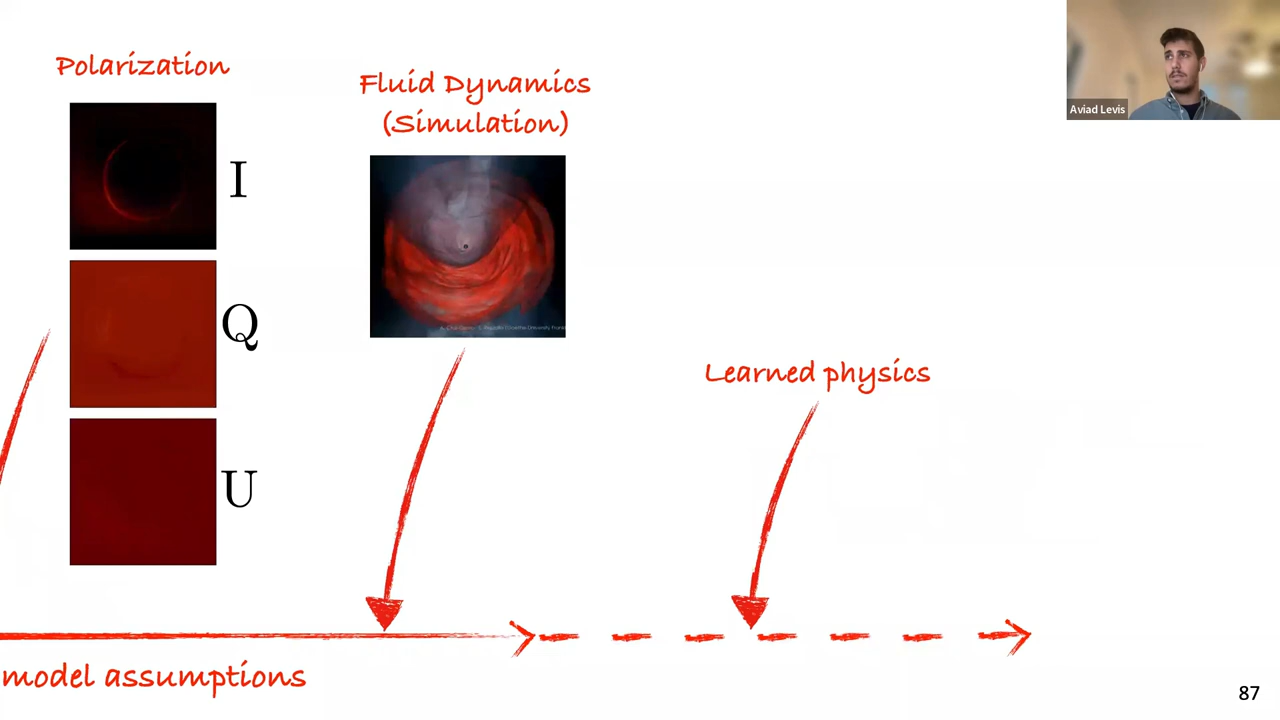 Polarization
I
Q
U
Fluid Dynamics
(Simulation)
Learned physics
model assumptions
Aviad Levis
87